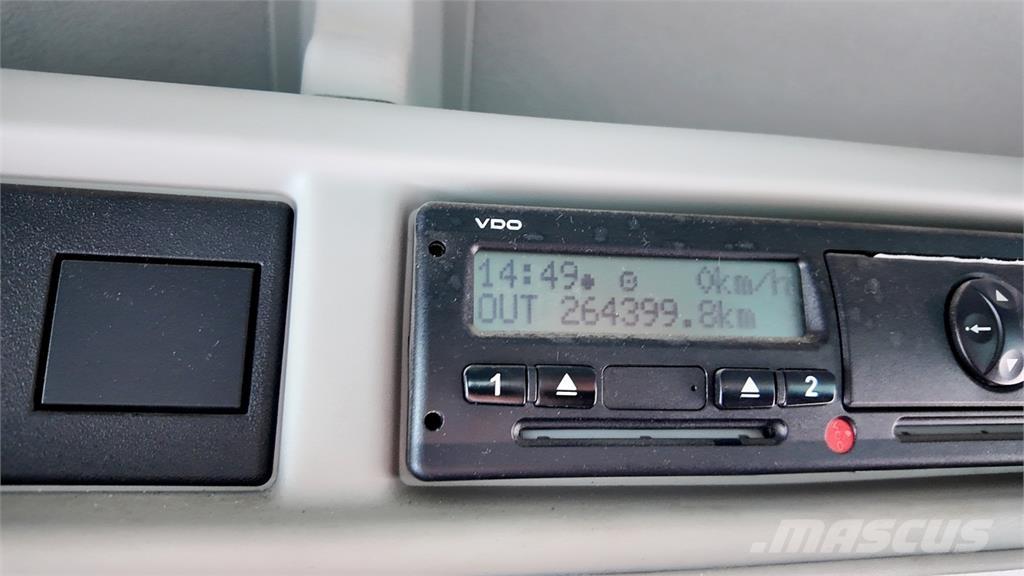 VDO
14:49 0km/h
OUT 264399.8km
1 2
MASCUS